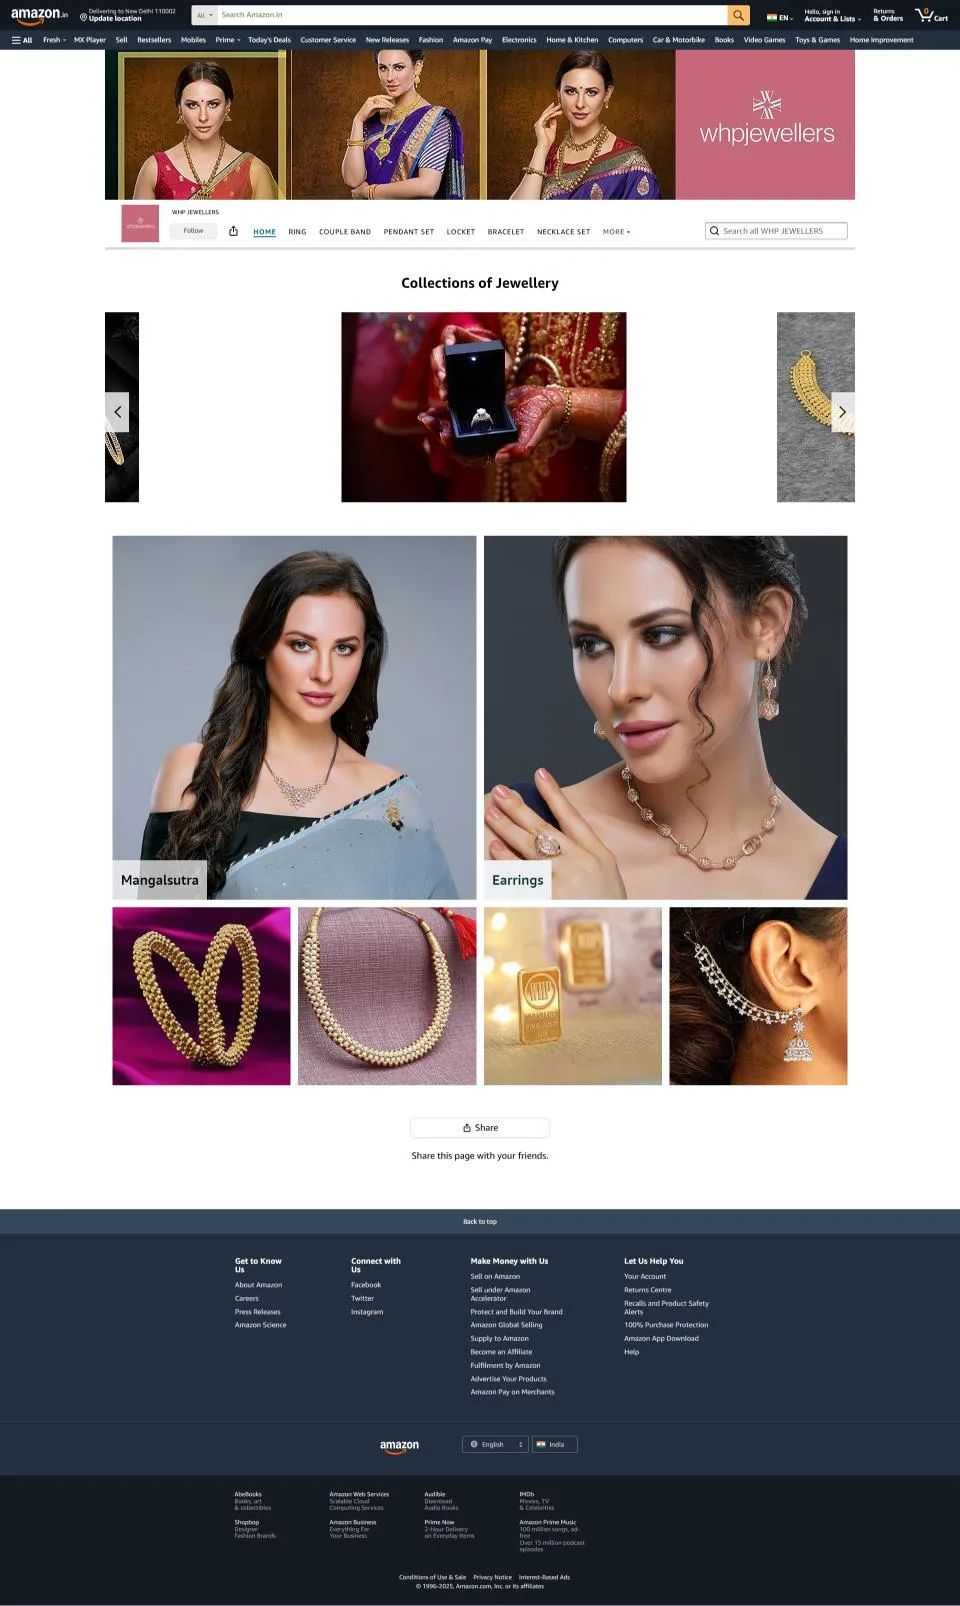 amazon.in
Delivering to New Delhi 110002
Update location
All
Search Amazon.in
EN
Hello, sign in
Account & Lists
Returns
& Orders
0
Cart
All
Fresh
MX Player
Sell
Bestsellers
Mobiles
Prime
Today's Deals
Customer Service
New Releases
Fashion
Amazon Pay
Electronics
Home & Kitchen
Computers
Car & Motorbike
Books
Video Games
Toys & Games
Home Improvement
whpjewellers
whpjewellers
WHP JEWELLERS
Follow
HOME
RING
COUPLE BAND
PENDANT SET
LOCKET
BRACELET
NECKLACE SET
MORE
Search all WHP JEWELLERS
Collections of Jewellery
Mangalsutra
Earrings
WHP
Share
Share this page with your friends.
Back to top
Get to Know
Us
About Amazon
Careers
Press Releases
Amazon Science
Connect with
Us
Facebook
Twitter
Instagram
Make Money with Us
Sell on Amazon
Sell under Amazon
Accelerator
Protect and Build Your Brand
Amazon Global Selling
Supply to Amazon
Become an Affiliate
Fulfilment by Amazon
Advertise Your Products
Amazon Pay on Merchants
Let Us Help You
Your Account
Returns Centre
Recalls and Product Safety
Alerts
100% Purchase Protection
Amazon App Download
Help
amazon
English
India
AbeBooks
Books, art
& collectibles
Amazon Web Services
Scalable Cloud
Computing Services
Audible
Download
Audio Books
IMDb
Movies, TV
& Celebrities
Shopbop
Designer
Fashion Brands
Amazon Business
Everything For
Your Business
Prime Now
2-Hour Delivery
on Everyday Items
Amazon Prime Music
100 million songs, ad-
free
Over 15 million podcast
episodes
Conditions of Use & Sale
Privacy Notice
Interest-Based Ads
© 1996-2025, Amazon.com, Inc. or its affiliates